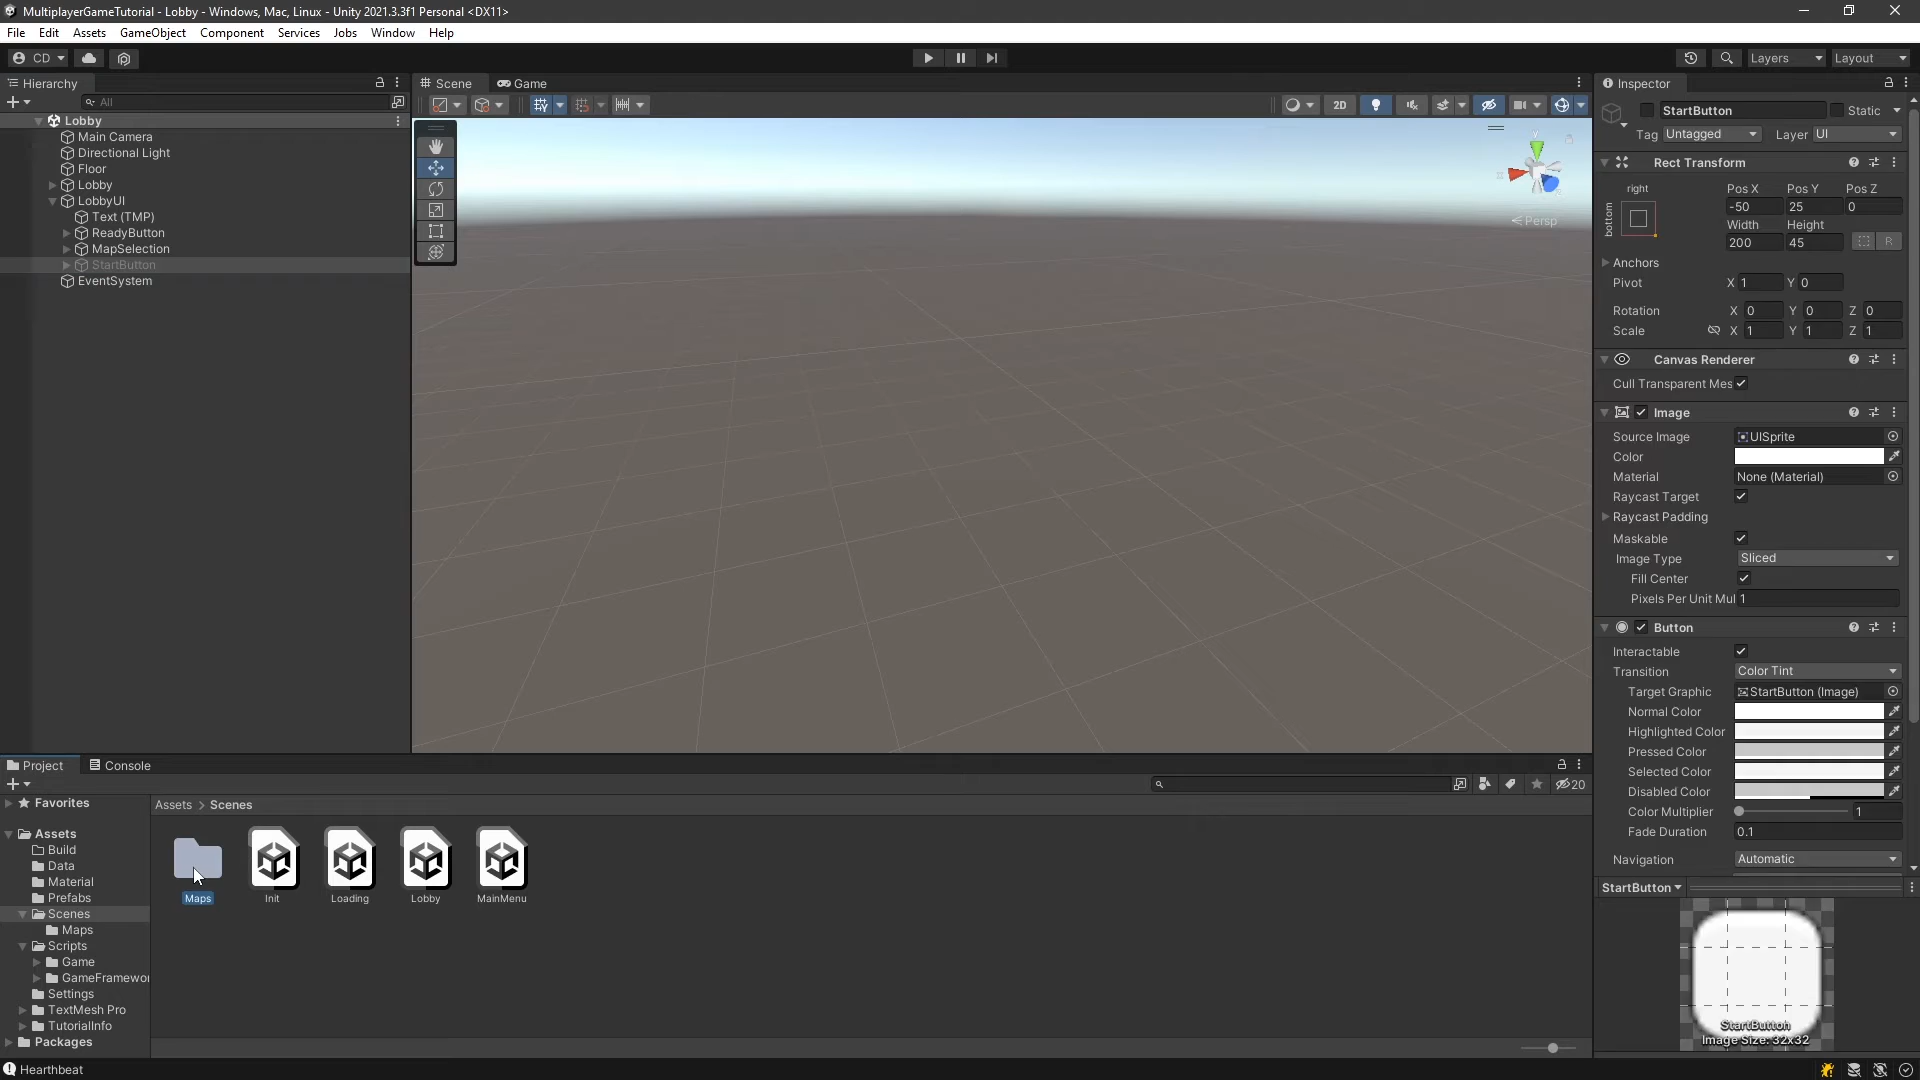 MultiplayerGameTutorial - Lobby - Windows, Mac, Linux - Unity 2021.3.3f1 Personal <DX11>
File Edit Assets GameObject Component Services Jobs Window Help
CD Layers Layout
Hierarchy
All
Lobby
Main Camera
Directional Light
Floor
Lobby
LobbyUI
Text (TMP)
ReadyButton
MapSelection
StartButton
EventSystem
Scene Game
2D
Y
Persp
Inspector
StartButton Static
Tag Untagged Layer UI
Rect Transform
right
bottom
Pos X Pos Y Pos Z
-50 25 0
Width Height
200 45
R
Anchors
Pivot X 1 Y 0
Rotation X 0 Y 0 Z 0
Scale X 1 Y 1 Z 1
Canvas Renderer
Cull Transparent Mes
Image
Source Image UISprite
Color
Material None (Material)
Raycast Target
Raycast Padding
Maskable
Image Type Sliced
Fill Center
Pixels Per Unit Mul 1
Button
Interactable
Transition Color Tint
Target Graphic StartButton (Image)
Normal Color
Highlighted Color
Pressed Color
Selected Color
Disabled Color
Color Multiplier 1
Fade Duration 0.1
Navigation Automatic
StartButton
StartButton
Image Size: 32x32
Project Console
20
Favorites
Assets
Build
Data
Material
Prefabs
Scenes
Maps
Scripts
Game
GameFramewor
Settings
TextMesh Pro
TutorialInfo
Packages
Assets > Scenes
Maps Init Loading Lobby MainMenu
Hearthbeat